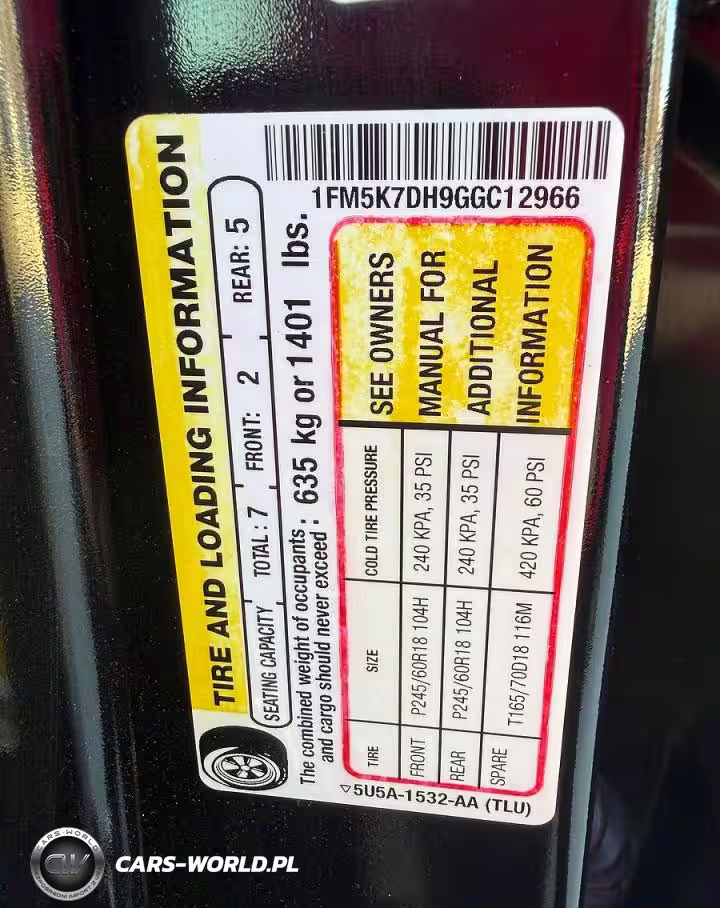 1FM5K7DH9GGC12966
TIRE AND LOADING INFORMATION
SEATING CAPACITY TOTAL : 7 FRONT: 2 REAR: 5
The combined weight of occupants :
and cargo should never exceed :
635 kg or 1401 lbs.
TIRE SIZE COLD TIRE PRESSURE
FRONT P245/60R18 104H 240 KPA, 35 PSI
REAR P245/60R18 104H 240 KPA, 35 PSI
SPARE T165/70D18 116M 420 KPA, 60 PSI
SEE OWNERS
MANUAL FOR
ADDITIONAL
INFORMATION
5U5A-1532-AA (TLU)
CARS-WORLD
CW
CARS-WORLD.PL